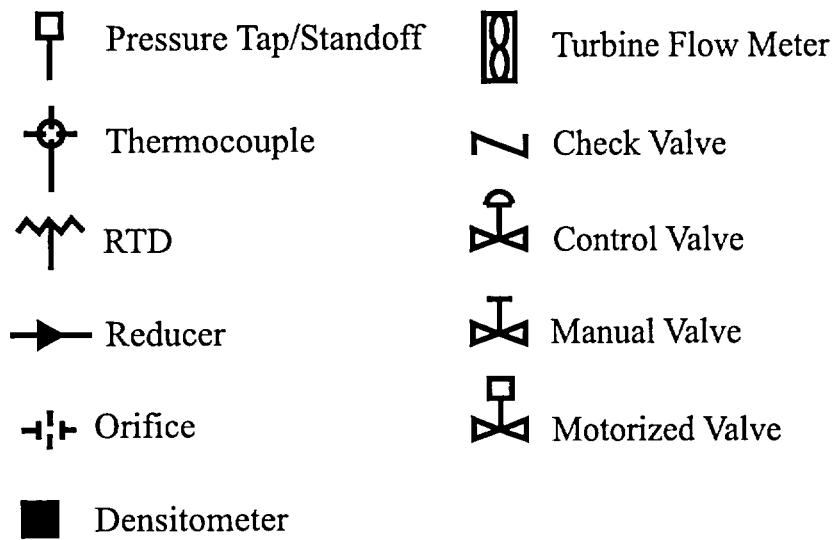 Pressure Tap/Standoff
Thermocouple
RTD
Reducer
Orifice
Densitometer
Turbine Flow Meter
Check Valve
Control Valve
Manual Valve
Motorized Valve